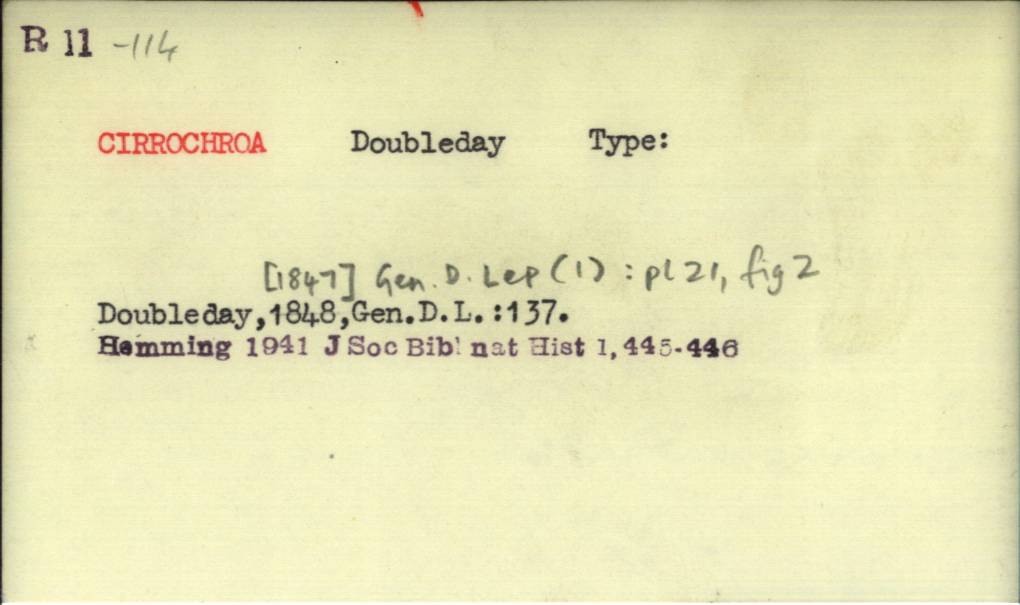 R 11 -114
CIRROCHROA Doubleday Type:
[1847] Gen. D. Lep (1) : pl 21, fig 2
Doubleday,1848,Gen.D.L.:137.
Hemming 1941 J Soc Bibl nat Hist 1, 445-446